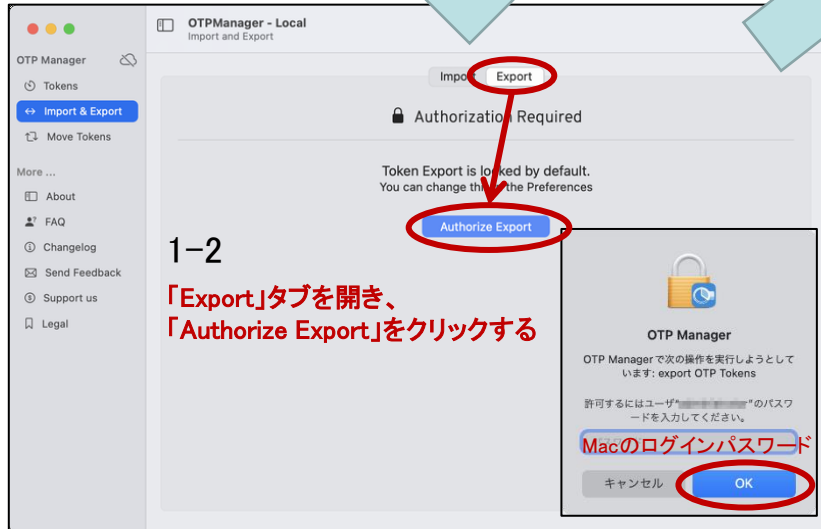 OTPManager - Local
Import and Export
OTP Manager
Tokens
Import & Export
Move Tokens
More ...
About
FAQ
Changelog
Send Feedback
Support us
Legal
Import Export
Authorization Required
Token Export is locked by default.
You can change this in the Preferences
Authorize Export
1-2
「Export」タブを開き、
「Authorize Export」をクリックする
OTP Manager
OTP Managerで次の操作を実行しようとして
います: export OTP Tokens
許可するにはユーザ"
"のパスワ
ードを入力してください。
Macのログインパスワード
キャンセル OK